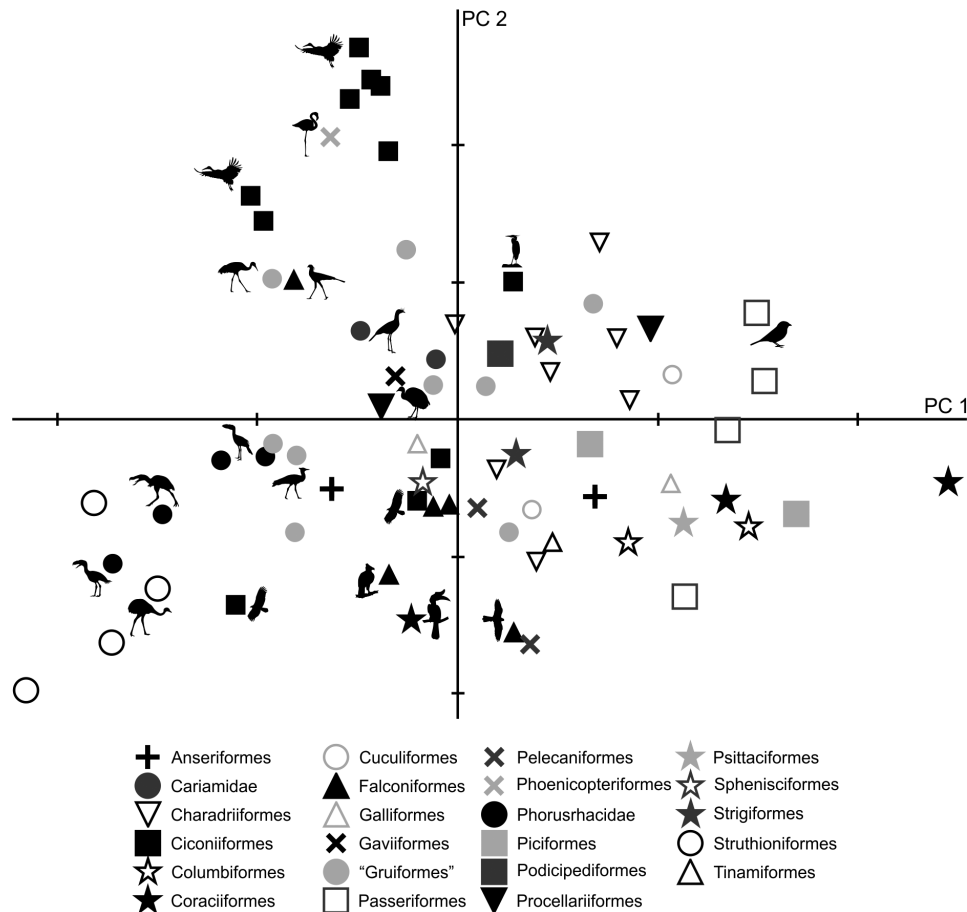 PC 2
PC 1
Anseriformes
Cariamidae
Charadriiformes
Ciconiiformes
Columbiformes
Coraciiformes
Cuculiformes
Falconiformes
Galliformes
Gaviiformes
“Gruiformes”
Passeriformes
Pelecaniformes
Phoenicopteriformes
Phorusrhacidae
Piciformes
Podicipediformes
Procellariiformes
Psittaciformes
Sphenisciformes
Strigiformes
Struthioniformes
Tinamiformes